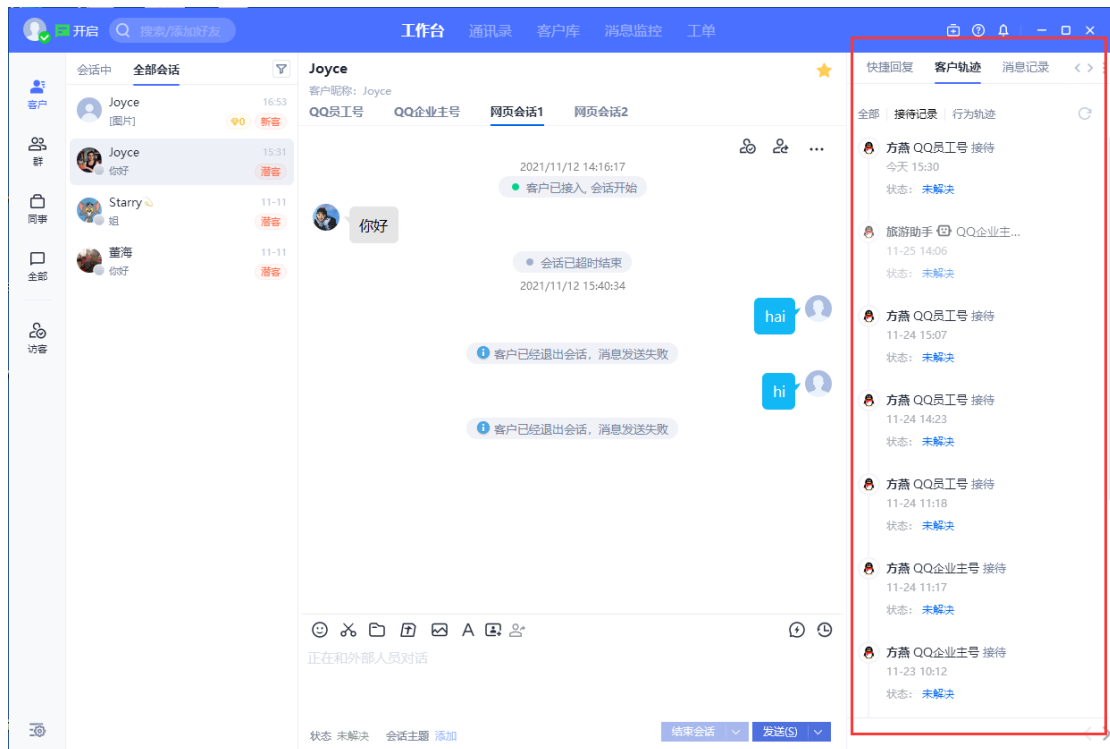 开启
搜索/添加好友
工作台 通讯录 客户库 消息监控 工单
客户
群
同事
全部
访客
会话中 全部会话
Joyce 16:53
[图片] 0 新客
Joyce 15:31
你好 潜客
Starry 11-11
姐 潜客
董海 11-11
你好 潜客
Joyce
客户昵称: Joyce
QQ员工号 QQ企业主号 网页会话1 网页会话2
2021/11/12 14:16:17
客户已接入, 会话开始
你好
会话已超时结束
2021/11/12 15:40:34
hai
客户已经退出会话，消息发送失败
hi
客户已经退出会话，消息发送失败
正在和外部人员对话
状态 未解决 会话主题 添加
结束会话 发送(S)
快捷回复 客户轨迹 消息记录
全部 接待记录 行为轨迹
方燕 QQ员工号 接待
今天 15:30
状态: 未解决
旅游助手 QQ企业主...
11-25 14:06
状态: 未解决
方燕 QQ员工号 接待
11-24 15:07
状态: 未解决
方燕 QQ员工号 接待
11-24 14:23
状态: 未解决
方燕 QQ员工号 接待
11-24 11:18
状态: 未解决
方燕 QQ企业主号 接待
11-24 11:17
状态: 未解决
方燕 QQ企业主号 接待
11-23 10:12
状态: 未解决